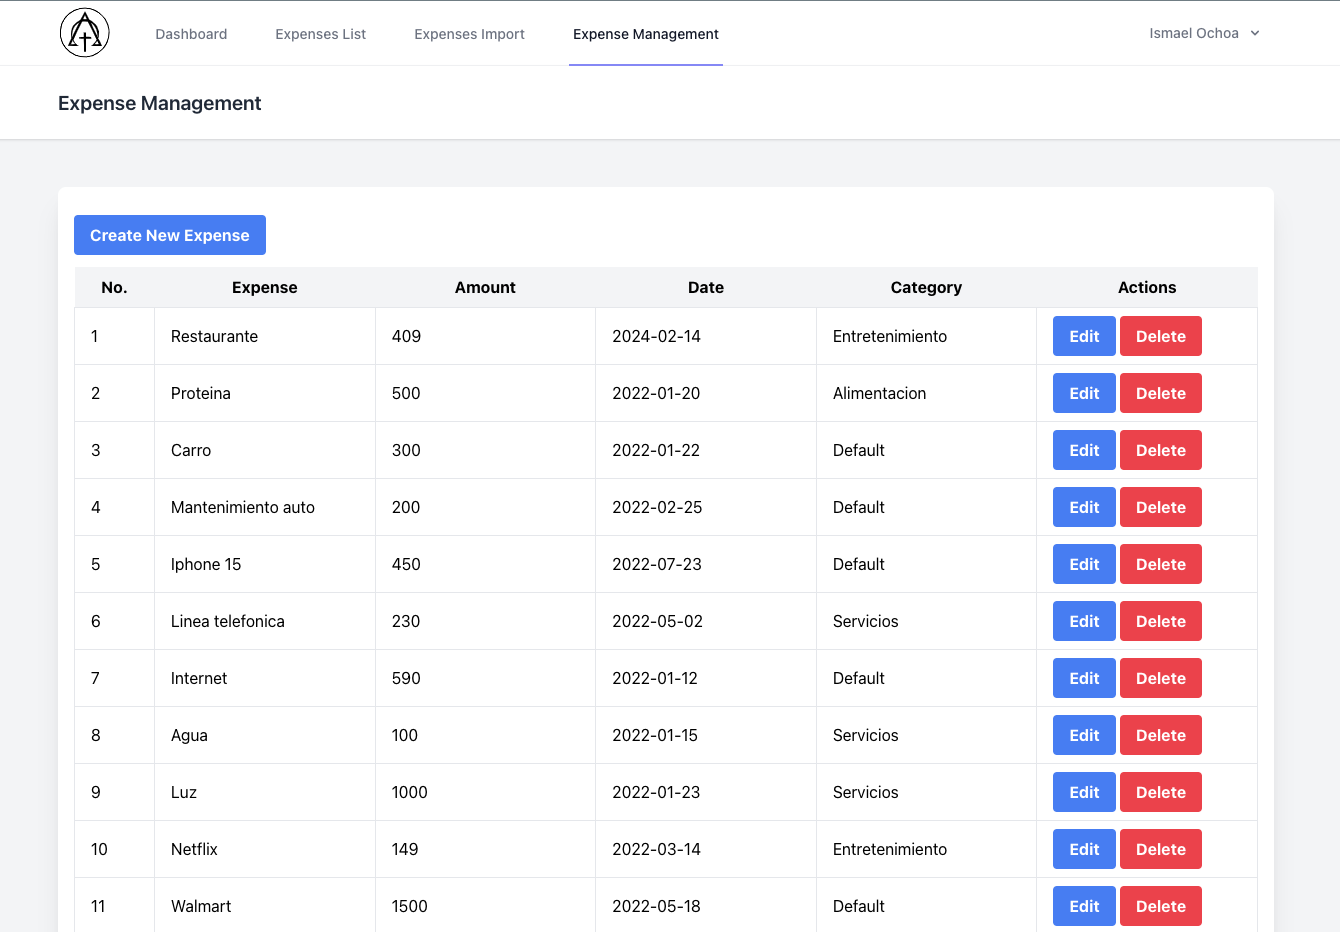 Dashboard Expenses List Expenses Import Expense Management Ismael Ochoa
Expense Management
Create New Expense
No. Expense Amount Date Category Actions
1 Restaurante 409 2024-02-14 Entretenimiento Edit Delete
2 Proteina 500 2022-01-20 Alimentacion Edit Delete
3 Carro 300 2022-01-22 Default Edit Delete
4 Mantenimiento auto 200 2022-02-25 Default Edit Delete
5 Iphone 15 450 2022-07-23 Default Edit Delete
6 Linea telefonica 230 2022-05-02 Servicios Edit Delete
7 Internet 590 2022-01-12 Default Edit Delete
8 Agua 100 2022-01-15 Servicios Edit Delete
9 Luz 1000 2022-01-23 Servicios Edit Delete
10 Netflix 149 2022-03-14 Entretenimiento Edit Delete
11 Walmart 1500 2022-05-18 Default Edit Delete